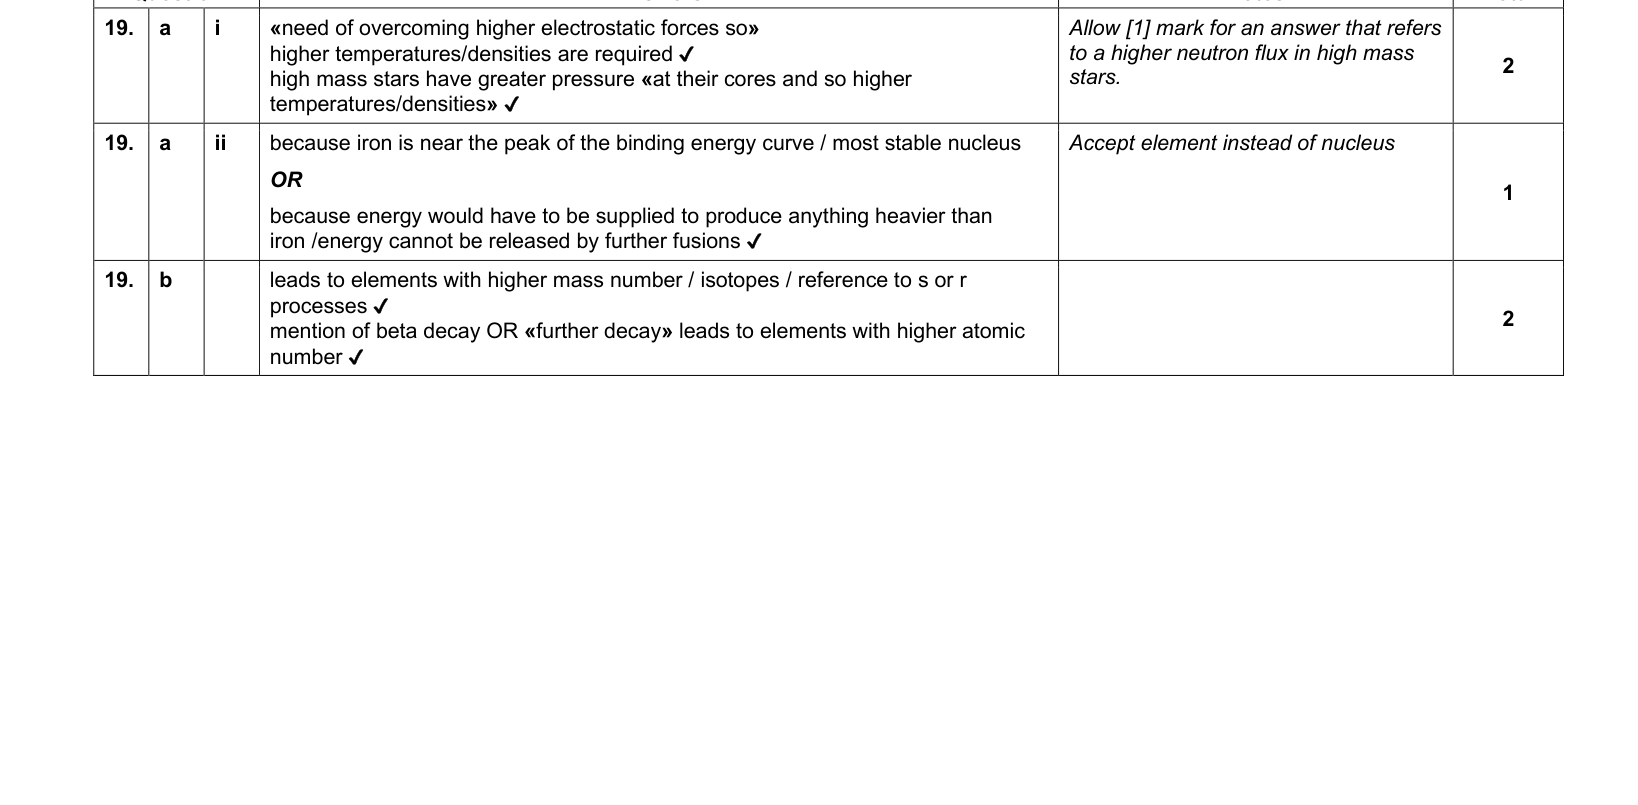 19. a i «need of overcoming higher electrostatic forces so»
higher temperatures/densities are required ✓
high mass stars have greater pressure «at their cores and so higher
temperatures/densities» ✓
Allow [1] mark for an answer that refers
to a higher neutron flux in high mass
stars.
2
19. a ii because iron is near the peak of the binding energy curve / most stable nucleus
OR
because energy would have to be supplied to produce anything heavier than
iron /energy cannot be released by further fusions ✓
Accept element instead of nucleus
1
19. b leads to elements with higher mass number / isotopes / reference to s or r
processes ✓
mention of beta decay OR «further decay» leads to elements with higher atomic
number ✓
2